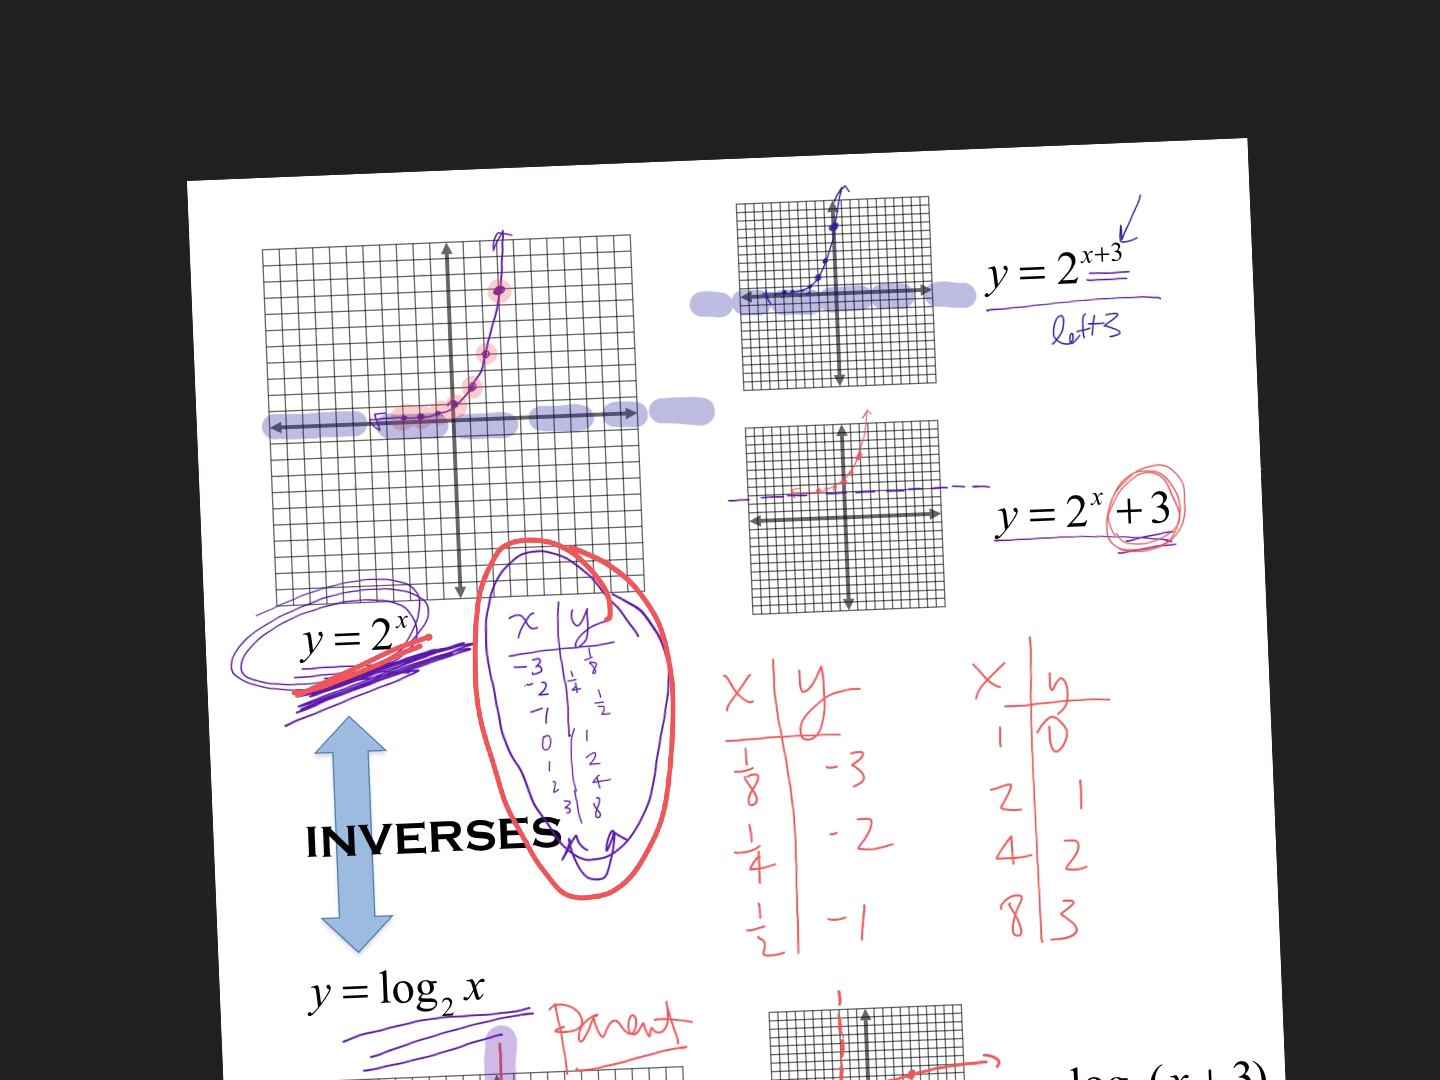 y = 2^{x+3}
left 3
y = 2^x + 3
y = 2^x
x | y
-3 | 1/8
-2 | 1/4
-1 | 1/2
0 | 1
1 | 2
2 | 4
3 | 8
INVERSES
x | y
1/8 | -3
1/4 | -2
1/2 | -1
x | y
1 | 0
2 | 1
4 | 2
8 | 3
y = log_2 x
Parent